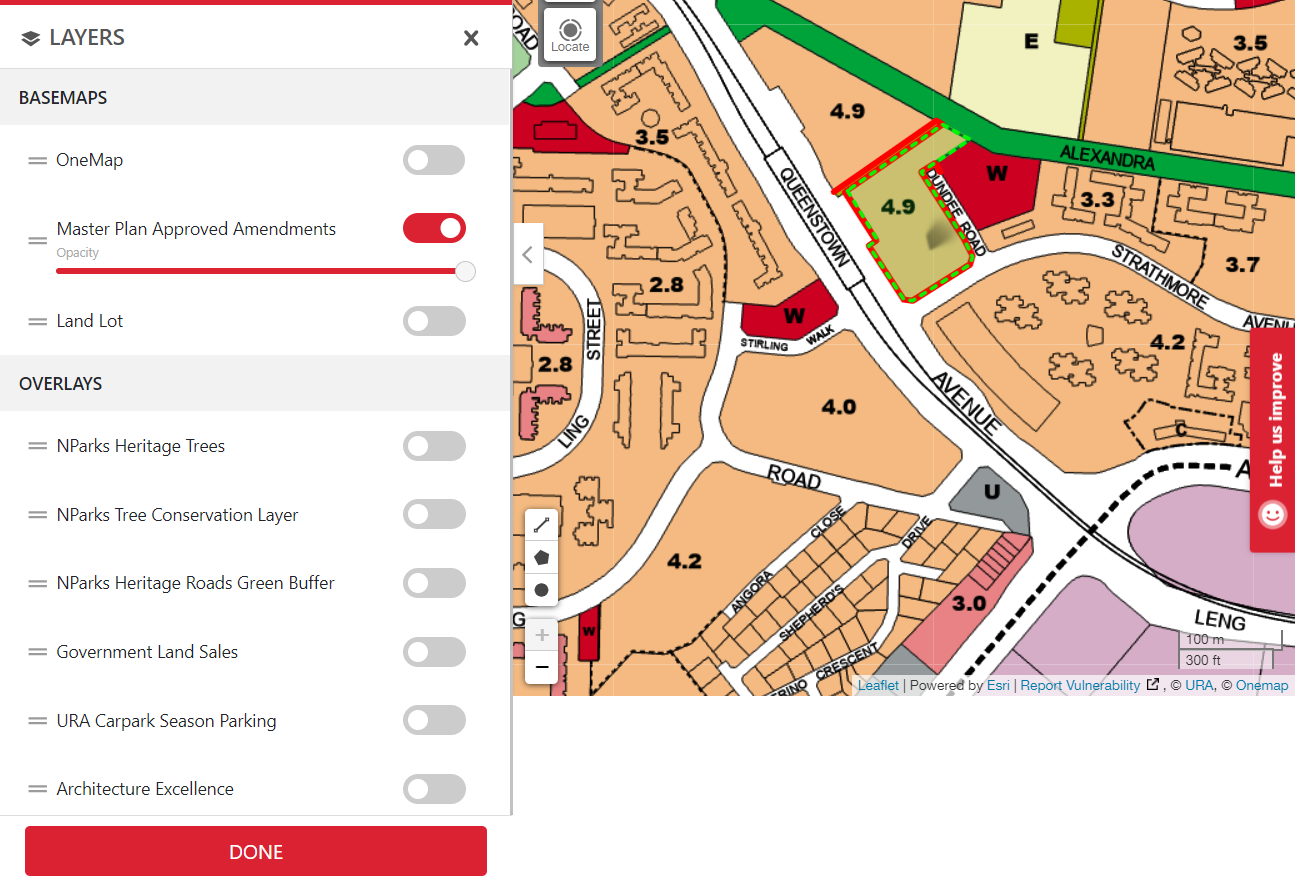 LAYERS
BASEMAPS
OneMap
Master Plan Approved Amendments
Opacity
Land Lot
OVERLAYS
NParks Heritage Trees
NParks Tree Conservation Layer
NParks Heritage Roads Green Buffer
Government Land Sales
URA Carpark Season Parking
Architecture Excellence
DONE
Locate
OAD
E
3.5
4.9
3.5
ALEXANDRA
W
QUEENSTOWN
4.9
DUNDEE ROAD
3.3
STRATHMORE
3.7
2.8
W
AVENU
STIRLING
WALK
STREET
2.8
4.2
4.0
AVENUE
LING
C
A
Help us improve
ROAD
U
CLOSE
DRIVE
4.2
ANGORA
SHEPHERD'S
3.0
G
W
LENG
CRESCENT
RINO
+
−
100 m
300 ft
Leaflet | Powered by Esri | Report Vulnerability , © URA, © Onemap